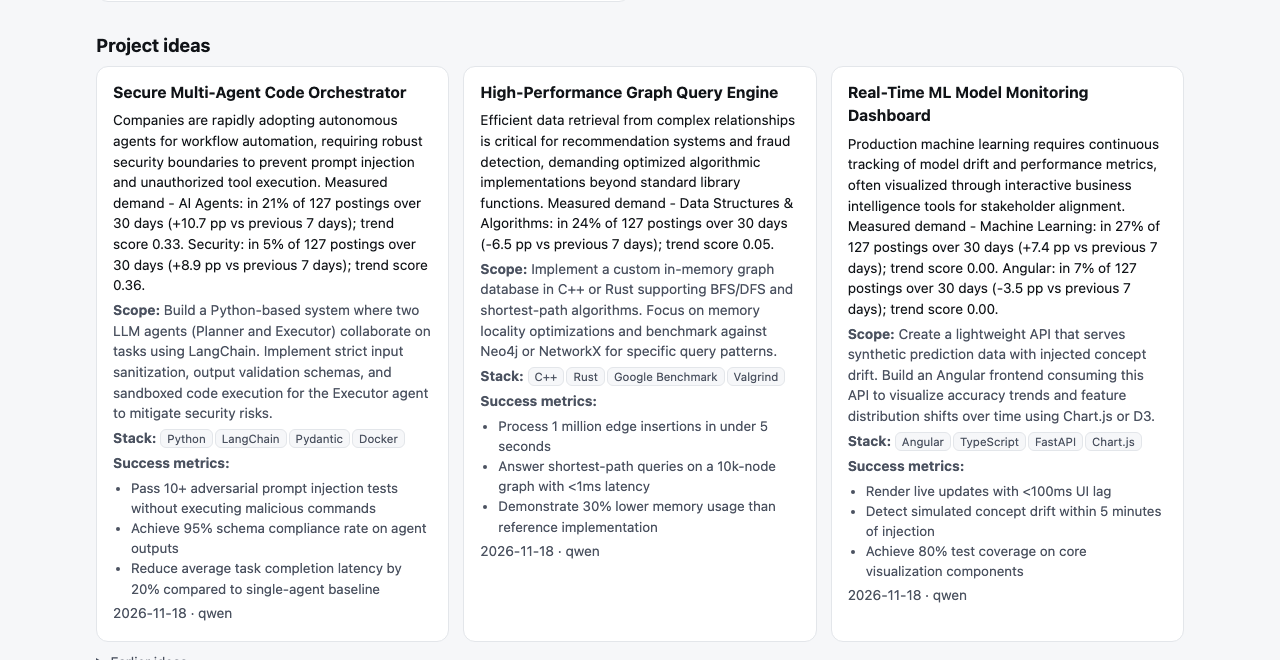 Project ideas
Secure Multi-Agent Code Orchestrator
Companies are rapidly adopting autonomous
agents for workflow automation, requiring robust
security boundaries to prevent prompt injection
and unauthorized tool execution. Measured
demand - AI Agents: in 21% of 127 postings over
30 days (+10.7 pp vs previous 7 days); trend
score 0.33. Security: in 5% of 127 postings over
30 days (+8.9 pp vs previous 7 days); trend score
0.36.
Scope: Build a Python-based system where two
LLM agents (Planner and Executor) collaborate on
tasks using LangChain. Implement strict input
sanitization, output validation schemas, and
sandboxed code execution for the Executor agent
to mitigate security risks.
Stack: Python LangChain Pydantic Docker
Success metrics:
• Pass 10+ adversarial prompt injection tests
without executing malicious commands
• Achieve 95% schema compliance rate on agent
outputs
• Reduce average task completion latency by
20% compared to single-agent baseline
2026-11-18 · qwen
High-Performance Graph Query Engine
Efficient data retrieval from complex relationships
is critical for recommendation systems and fraud
detection, demanding optimized algorithmic
implementations beyond standard library
functions. Measured demand - Data Structures &
Algorithms: in 24% of 127 postings over 30 days
(-6.5 pp vs previous 7 days); trend score 0.05.
Scope: Implement a custom in-memory graph
database in C++ or Rust supporting BFS/DFS and
shortest-path algorithms. Focus on memory
locality optimizations and benchmark against
Neo4j or NetworkX for specific query patterns.
Stack: C++ Rust Google Benchmark Valgrind
Success metrics:
• Process 1 million edge insertions in under 5
seconds
• Answer shortest-path queries on a 10k-node
graph with <1ms latency
• Demonstrate 30% lower memory usage than
reference implementation
2026-11-18 · qwen
Real-Time ML Model Monitoring
Dashboard
Production machine learning requires continuous
tracking of model drift and performance metrics,
often visualized through interactive business
intelligence tools for stakeholder alignment.
Measured demand - Machine Learning: in 27% of
127 postings over 30 days (+7.4 pp vs previous 7
days); trend score 0.00. Angular: in 7% of 127
postings over 30 days (-3.5 pp vs previous 7
days); trend score 0.00.
Scope: Create a lightweight API that serves
synthetic prediction data with injected concept
drift. Build an Angular frontend consuming this
API to visualize accuracy trends and feature
distribution shifts over time using Chart.js or D3.
Stack: Angular TypeScript FastAPI Chart.js
Success metrics:
• Render live updates with <100ms UI lag
• Detect simulated concept drift within 5 minutes
of injection
• Achieve 80% test coverage on core
visualization components
2026-11-18 · qwen
Earlier ideas